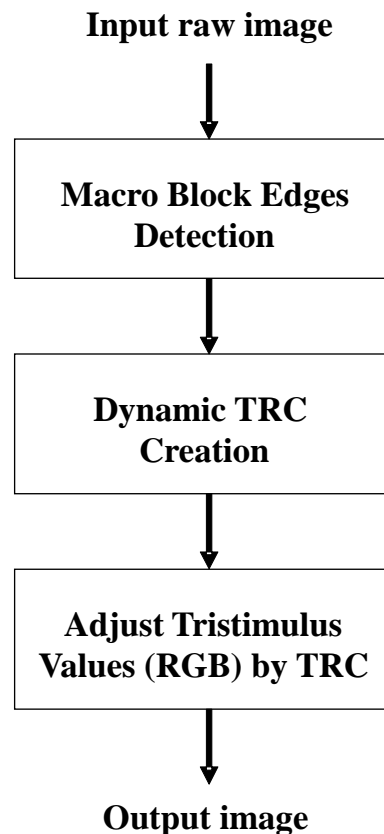 Input raw image
Macro Block Edges
Detection
Dynamic TRC
Creation
Adjust Tristimulus
Values (RGB) by TRC
Output image